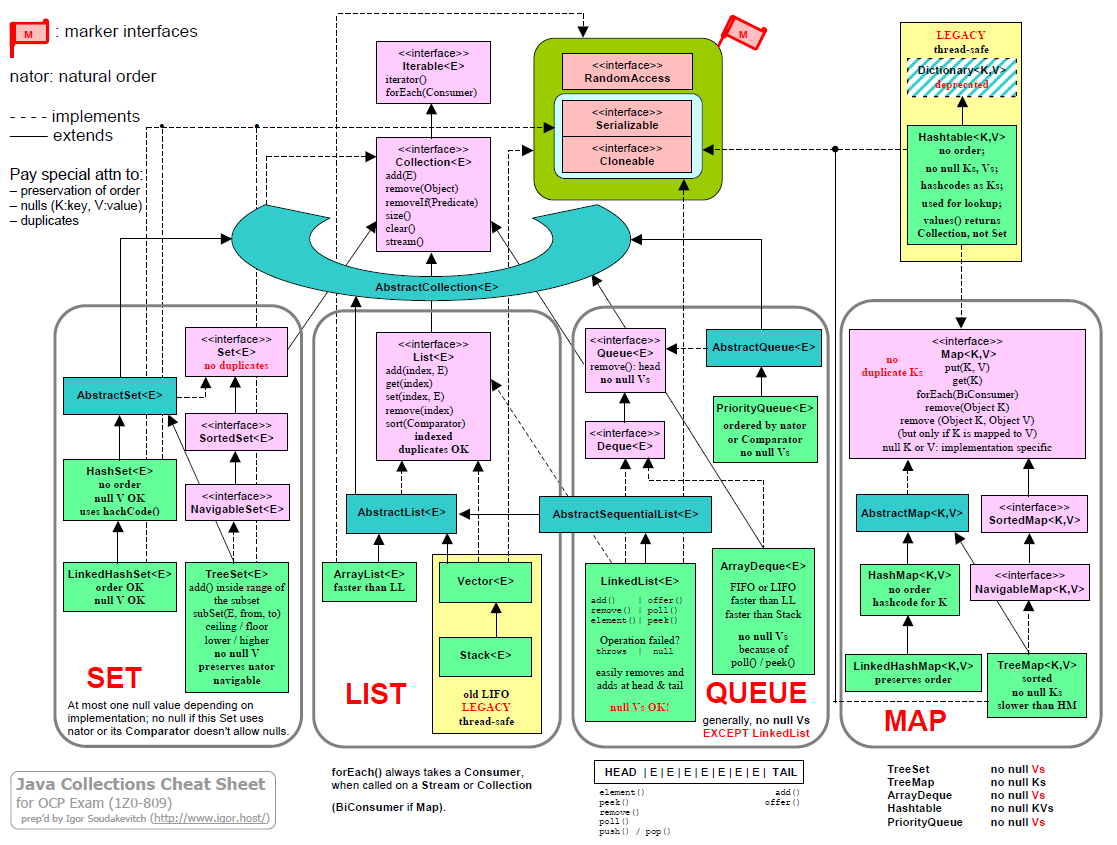 M : marker interfaces
nator: natural order
- - - - implements
—— extends
Pay special attn to:
– preservation of order
– nulls (K:key, V:value)
– duplicates
<<interface>>
Iterable<E>
iterator()
forEach(Consumer)
<<interface>>
Collection<E>
add(E)
remove(Object)
removeIf(Predicate)
size()
clear()
stream()
AbstractCollection<E>
M
<<interface>>
RandomAccess
<<interface>>
Serializable
<<interface>>
Cloneable
LEGACY
thread-safe
Dictionary<K,V>
deprecated
Hashtable<K,V>
no order;
no null Ks, Vs;
hashcodes as Ks;
used for lookup;
values() returns
Collection, not Set
<<interface>>
Set<E>
no duplicates
AbstractSet<E>
<<interface>>
SortedSet<E>
HashSet<E>
no order
null V OK
uses hachCode()
<<interface>>
NavigableSet<E>
LinkedHashSet<E>
order OK
null V OK
TreeSet<E>
add() inside range of
the subset
subSet(E, from, to)
ceiling / floor
lower / higher
no null V
preserves nator
navigable
SET
At most one null value depending on
implementation; no null if this Set uses
nator or its Comparator doesn't allow nulls.
<<interface>>
List<E>
add(index, E)
get(index)
set(index, E)
remove(index)
sort(Comparator)
indexed
duplicates OK
AbstractList<E>
ArrayList<E>
faster than LL
Vector<E>
Stack<E>
old LIFO
LEGACY
thread-safe
LIST
<<interface>>
Queue<E>
remove(): head
no null Vs
AbstractQueue<E>
<<interface>>
Deque<E>
PriorityQueue<E>
ordered by nator
or Comparator
no null Vs
AbstractSequentialList<E>
LinkedList<E>
add() | offer()
remove() | poll()
element()| peek()
Operation failed?
throws | null
easily removes and
adds at head & tail
null Vs OK!
ArrayDeque<E>
FIFO or LIFO
faster than LL
faster than Stack
no null Vs
because of
poll() / peek()
QUEUE
generally, no null Vs
EXCEPT LinkedList
<<interface>>
Map<K,V>
no
duplicate Ks
put(K, V)
get(K)
forEach(BiConsumer)
remove(Object K)
remove (Object K, Object V)
(but only if K is mapped to V)
null K or V: implementation specific
AbstractMap<K,V>
<<interface>>
SortedMap<K,V>
HashMap<K,V>
no order
hashcode for K
<<interface>>
NavigableMap<K,V>
LinkedHashMap<K,V>
preserves order
TreeMap<K,V>
sorted
no null Ks
slower than HM
MAP
Java Collections Cheat Sheet
for OCP Exam (1Z0-809)
prep'd by Igor Soudakevitch (http://www.igor.host/)
forEach() always takes a Consumer,
when called on a Stream or Collection
(BiConsumer if Map).
HEAD | E | E | E | E | E | E | E | TAIL
element() add()
peek() offer()
remove()
poll()
push() / pop()
TreeSet no null Vs
TreeMap no null Ks
ArrayDeque no null Vs
Hashtable no null KVs
PriorityQueue no null Vs